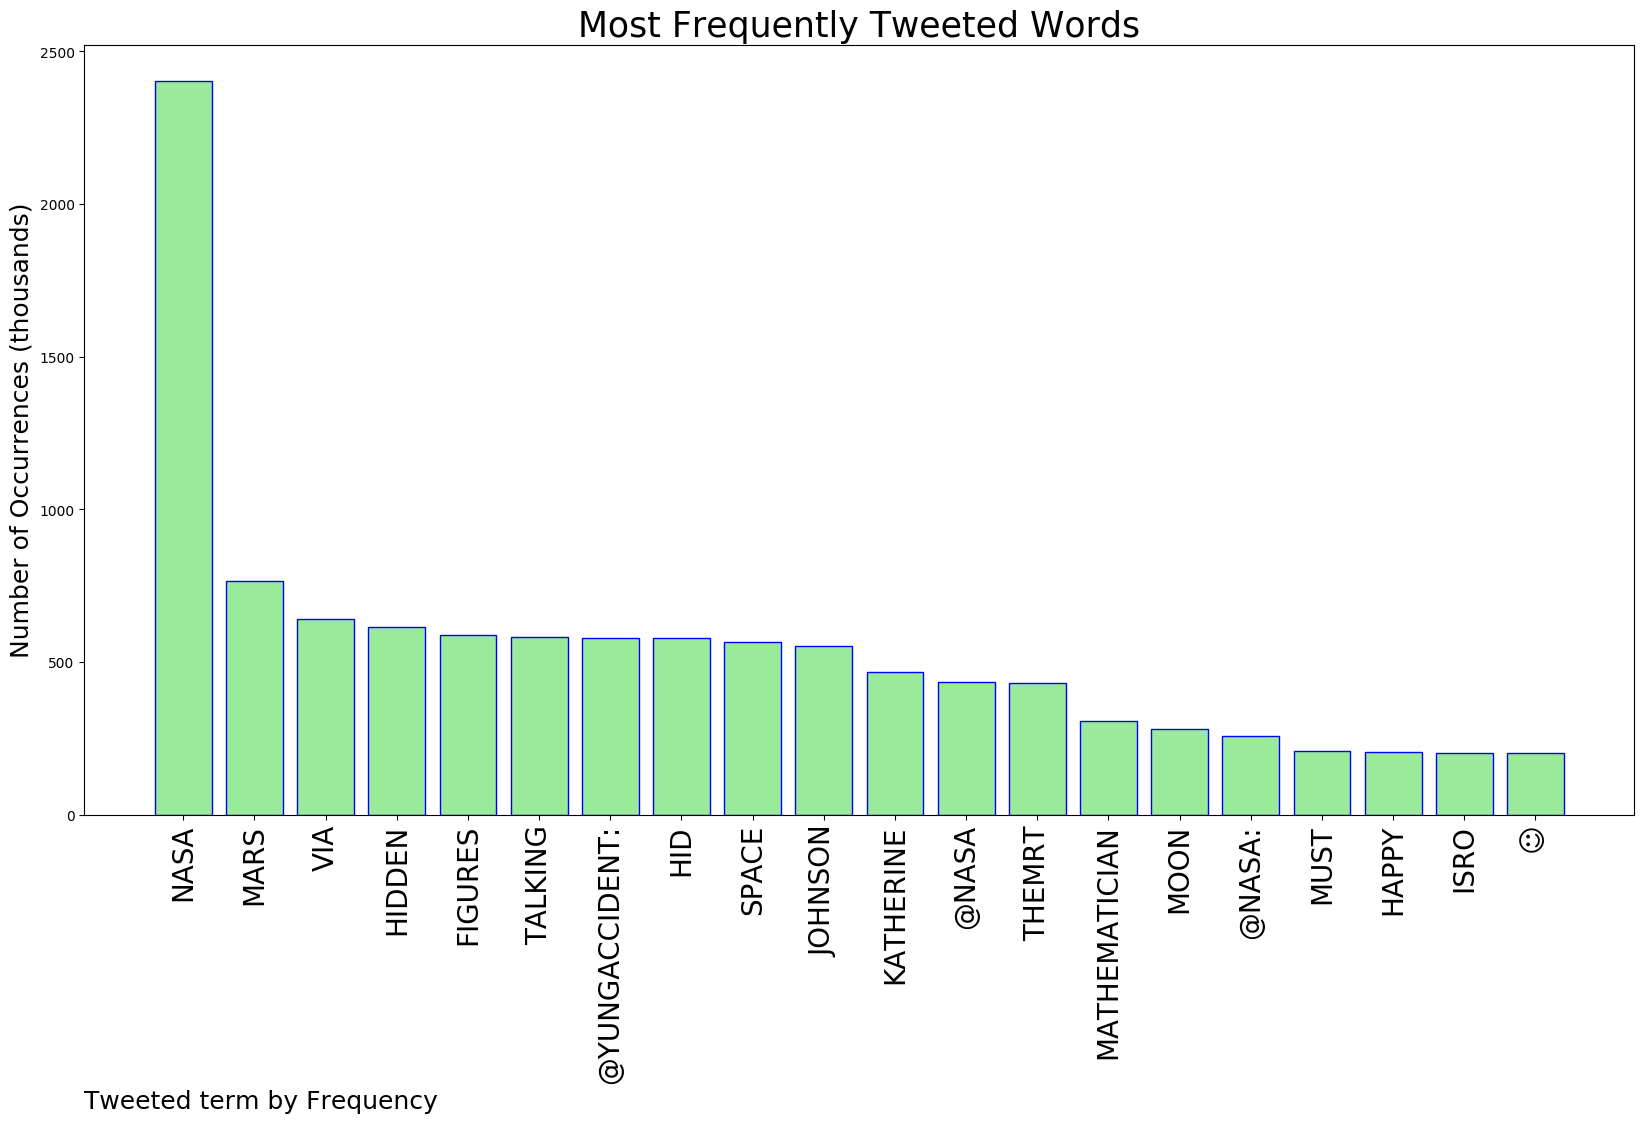 Most Frequently Tweeted Words
Number of Occurrences (thousands)
2500
2000
1500
1000
500
0
NASA
MARS
VIA
HIDDEN
FIGURES
TALKING
@YUNGACCIDENT:
HID
SPACE
JOHNSON
KATHERINE
@NASA
THEMRT
MATHEMATICIAN
MOON
@NASA:
MUST
HAPPY
ISRO
☺
Tweeted term by Frequency